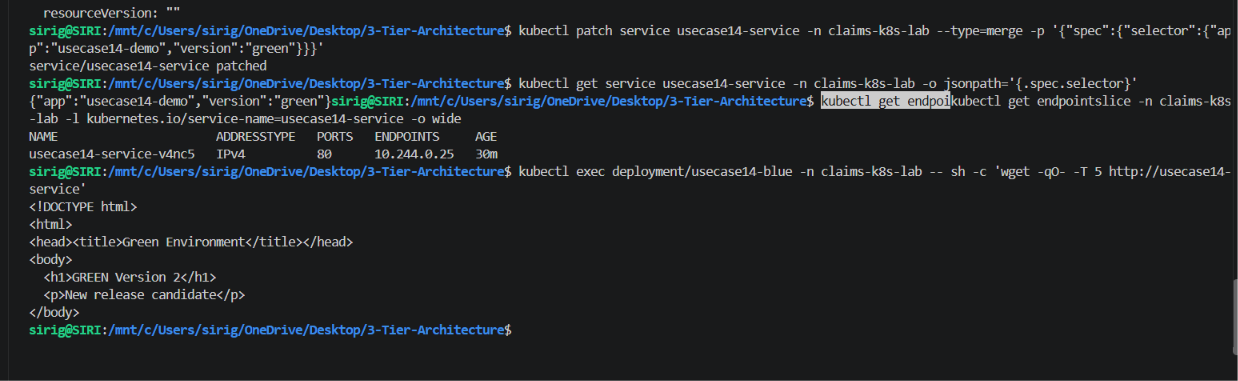 resourceVersion: ""
sirig@SIRI:/mnt/c/Users/sirig/OneDrive/Desktop/3-Tier-Architecture$ kubectl patch service usecase14-service -n claims-k8s-lab --type=merge -p '{"spec":{"selector":{"ap
p":"usecase14-demo","version":"green"}}}'
service/usecase14-service patched
sirig@SIRI:/mnt/c/Users/sirig/OneDrive/Desktop/3-Tier-Architecture$ kubectl get service usecase14-service -n claims-k8s-lab -o jsonpath='{.spec.selector}'
{"app":"usecase14-demo","version":"green"}sirig@SIRI:/mnt/c/Users/sirig/OneDrive/Desktop/3-Tier-Architecture$ kubectl get endpoikubectl get endpointslice -n claims-k8s
-lab -l kubernetes.io/service-name=usecase14-service -o wide
NAME                      ADDRESSTYPE   PORTS   ENDPOINTS     AGE
usecase14-service-v4nc5   IPv4          80      10.244.0.25   30m
sirig@SIRI:/mnt/c/Users/sirig/OneDrive/Desktop/3-Tier-Architecture$ kubectl exec deployment/usecase14-blue -n claims-k8s-lab -- sh -c 'wget -qO- -T 5 http://usecase14-
service'
<!DOCTYPE html>
<html>
<head><title>Green Environment</title></head>
<body>
  <h1>GREEN Version 2</h1>
  <p>New release candidate</p>
</body>
sirig@SIRI:/mnt/c/Users/sirig/OneDrive/Desktop/3-Tier-Architecture$